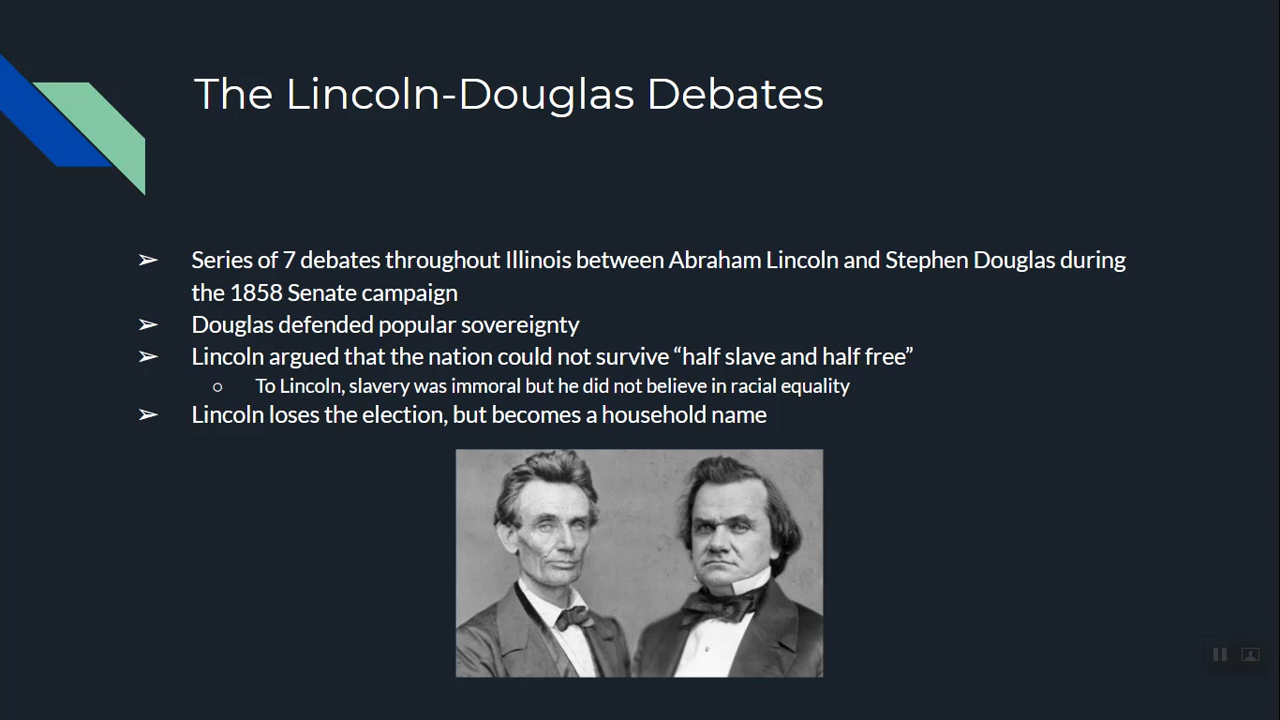 The Lincoln-Douglas Debates
➢ Series of 7 debates throughout Illinois between Abraham Lincoln and Stephen Douglas during
the 1858 Senate campaign
➢ Douglas defended popular sovereignty
➢ Lincoln argued that the nation could not survive “half slave and half free”
○ To Lincoln, slavery was immoral but he did not believe in racial equality
➢ Lincoln loses the election, but becomes a household name